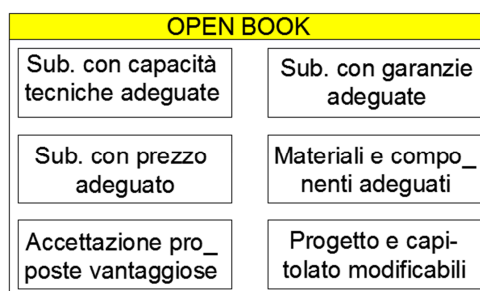 OPEN BOOK
Sub. con capacità
tecniche adeguate
Sub. con garanzie
adeguate
Sub. con prezzo
adeguato
Materiali e compo_
nenti adeguati
Accettazione pro_
poste vantaggiose
Progetto e capi-
tolato modificabili